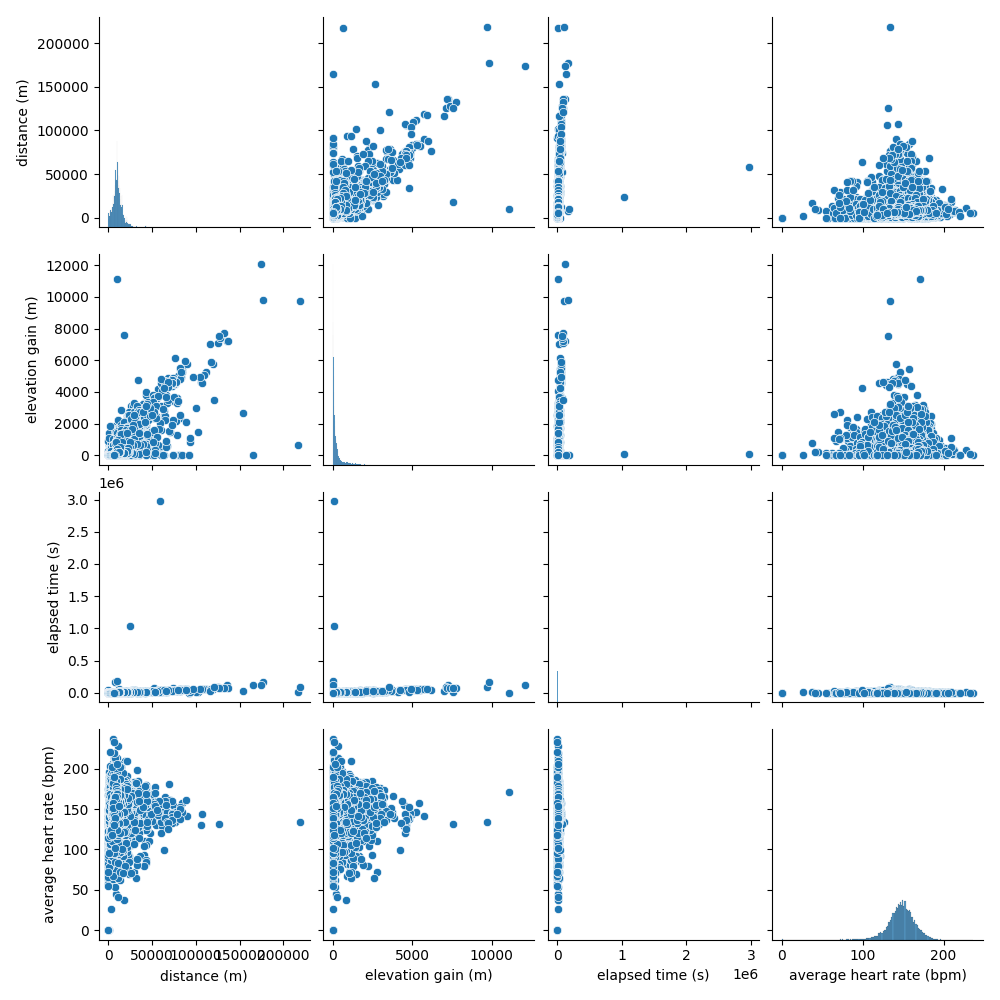 200000
150000
100000
50000
0
distance (m)
12000
10000
8000
6000
4000
2000
0
elevation gain (m)
1e6
3.0
2.5
2.0
1.5
1.0
0.5
0.0
elapsed time (s)
200
150
100
50
0
average heart rate (bpm)
0 50000 100000 150000 200000
distance (m)
0 5000 10000
elevation gain (m)
0 1 2 3
1e6
elapsed time (s)
0 100 200
average heart rate (bpm)